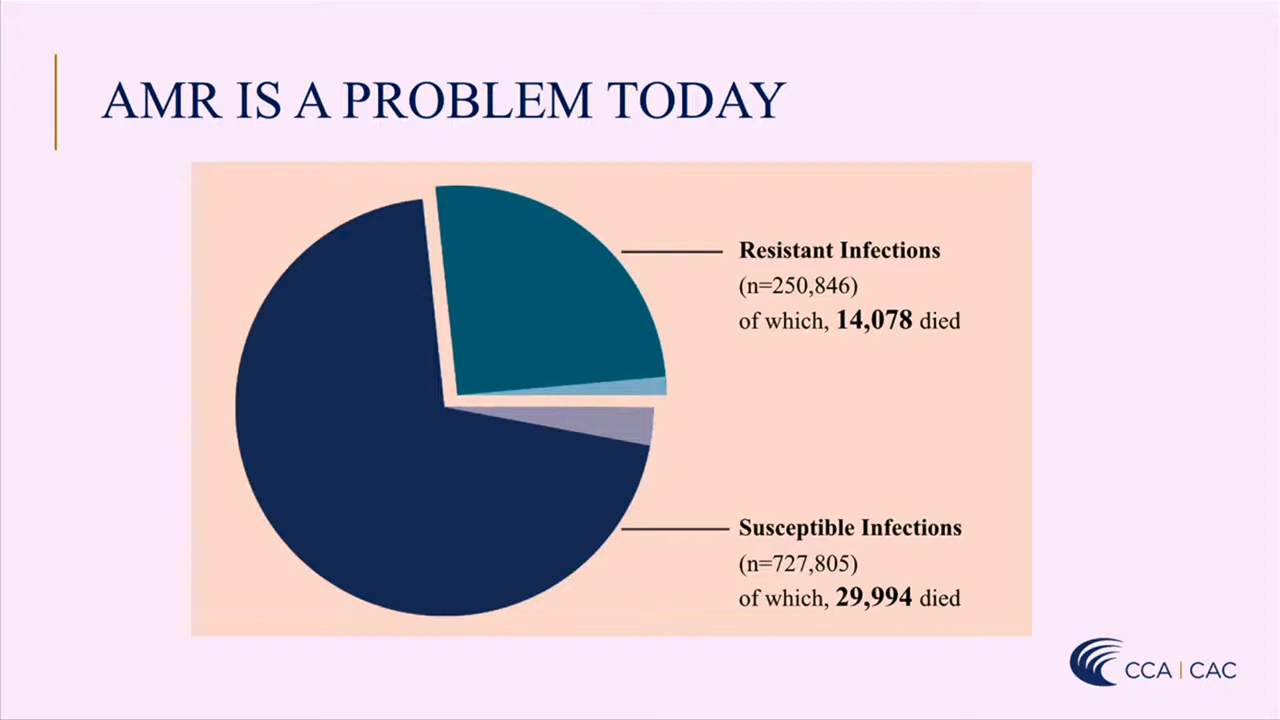 AMR IS A PROBLEM TODAY
Resistant Infections
(n=250,846)
of which, 14,078 died
Susceptible Infections
(n=727,805)
of which, 29,994 died
CCA | CAC